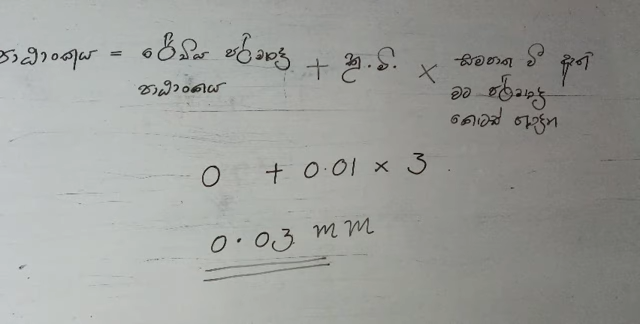 පාඨාංකය = රේඛීය පරිමාණ + කු.මි. × සමපාත වී ඇති
පාඨාංකය වට පරිමාණ
කොටස් ගණන
0 + 0.01 × 3
0.03 mm